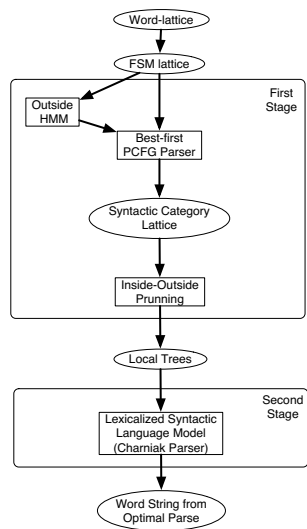 Word-lattice
FSM lattice
First
Stage
Outside
HMM
Best-first
PCFG Parser
Syntactic Category
Lattice
Inside-Outside
Prunning
Local Trees
Second
Stage
Lexicalized Syntactic
Language Model
(Charniak Parser)
Word String from
Optimal Parse